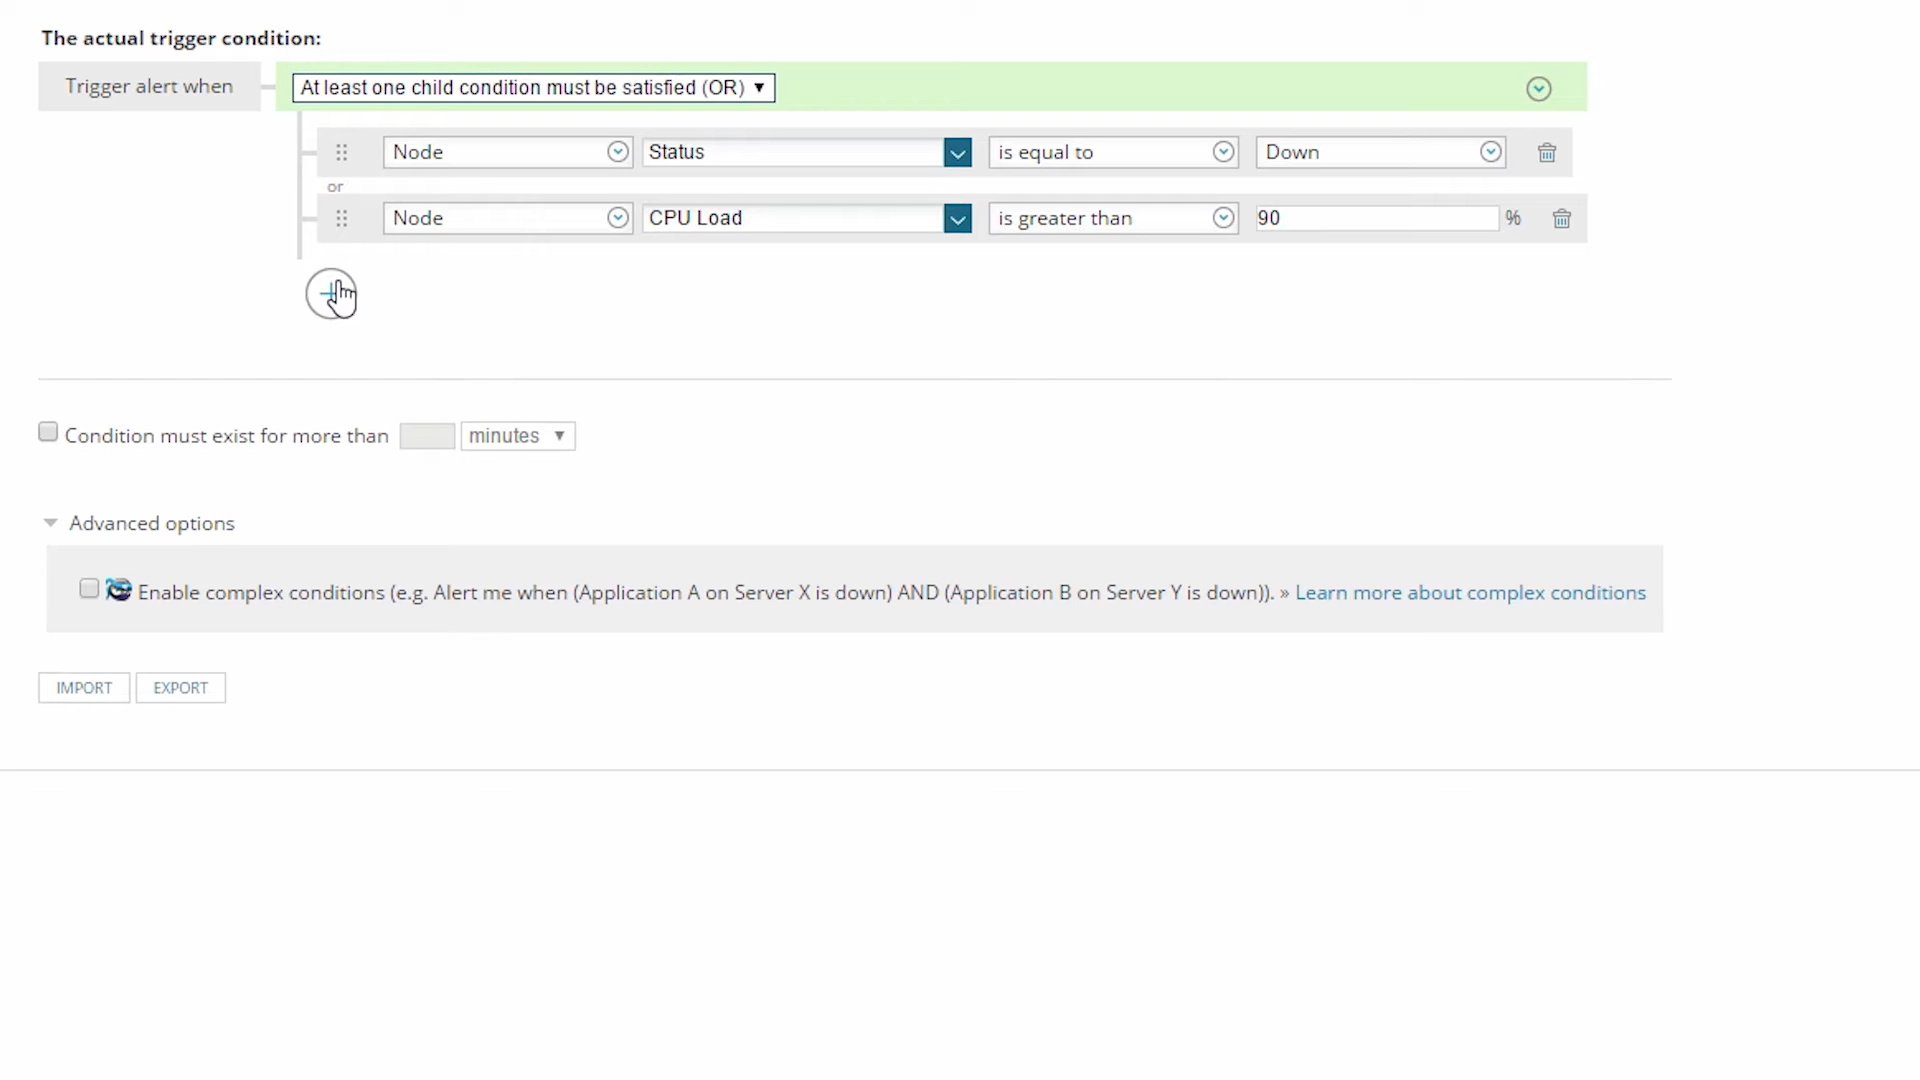 The actual trigger condition:
Trigger alert when At least one child condition must be satisfied (OR)
Node Status is equal to Down
or
Node CPU Load is greater than 90 %
Condition must exist for more than minutes
Advanced options
Enable complex conditions (e.g. Alert me when (Application A on Server X is down) AND (Application B on Server Y is down)). » Learn more about complex conditions
IMPORT EXPORT